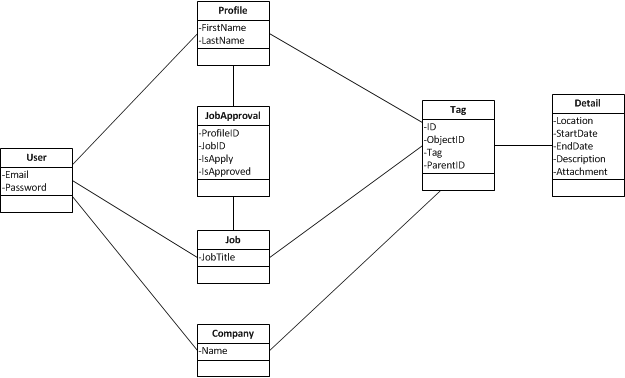 Profile
-FirstName
-LastName
JobApproval
-ProfileID
-JobID
-IsApply
-IsApproved
User
-Email
-Password
Job
-JobTitle
Company
-Name
Tag
-ID
-ObjectID
-Tag
-ParentID
Detail
-Location
-StartDate
-EndDate
-Description
-Attachment